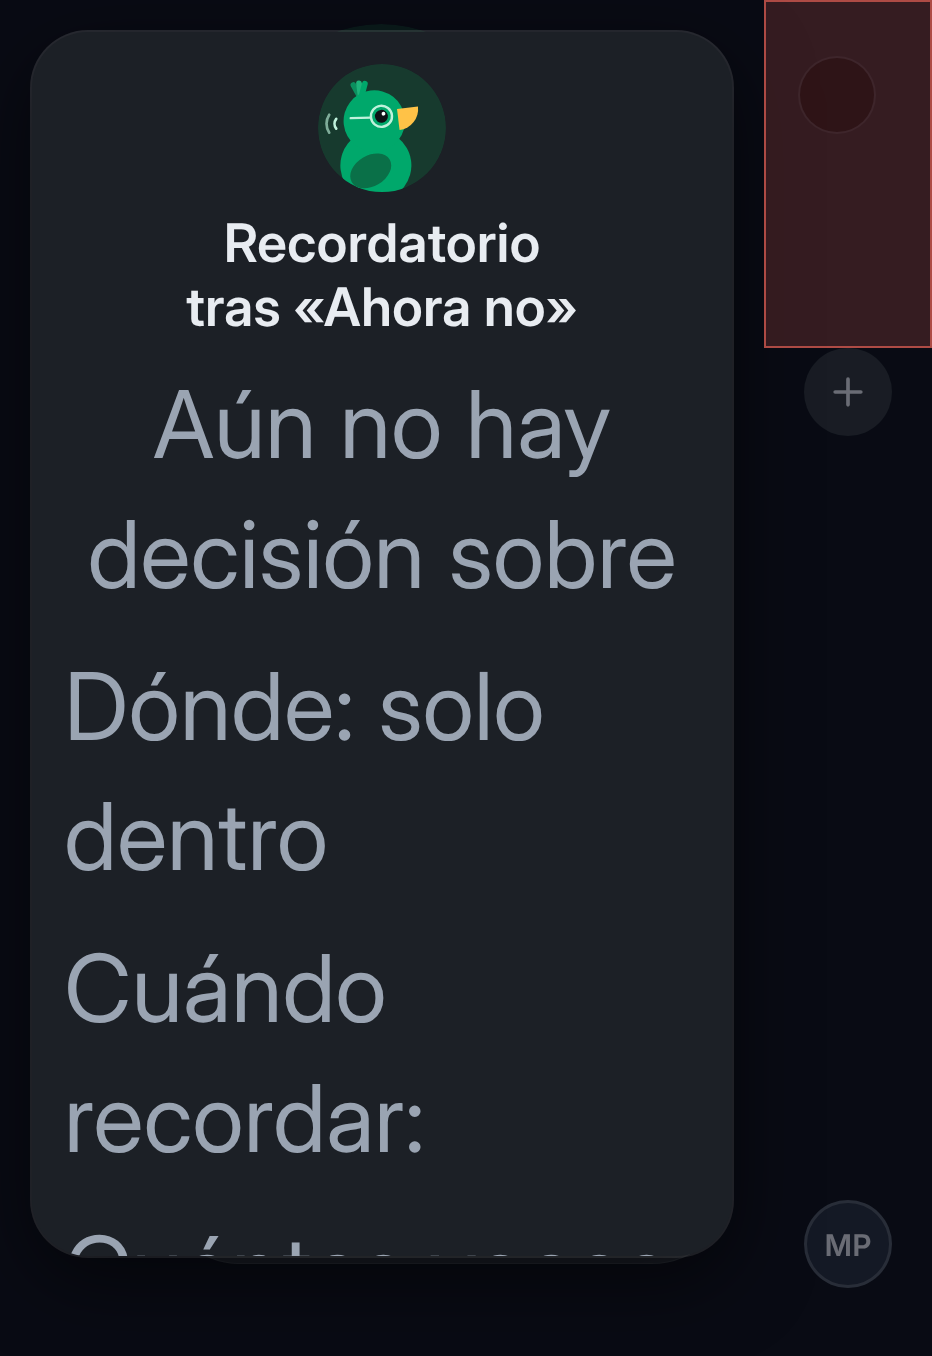 Recordatorio
tras «Ahora no»
Aún no hay
decisión sobre
Dónde: solo
dentro
Cuándo
recordar:
MP